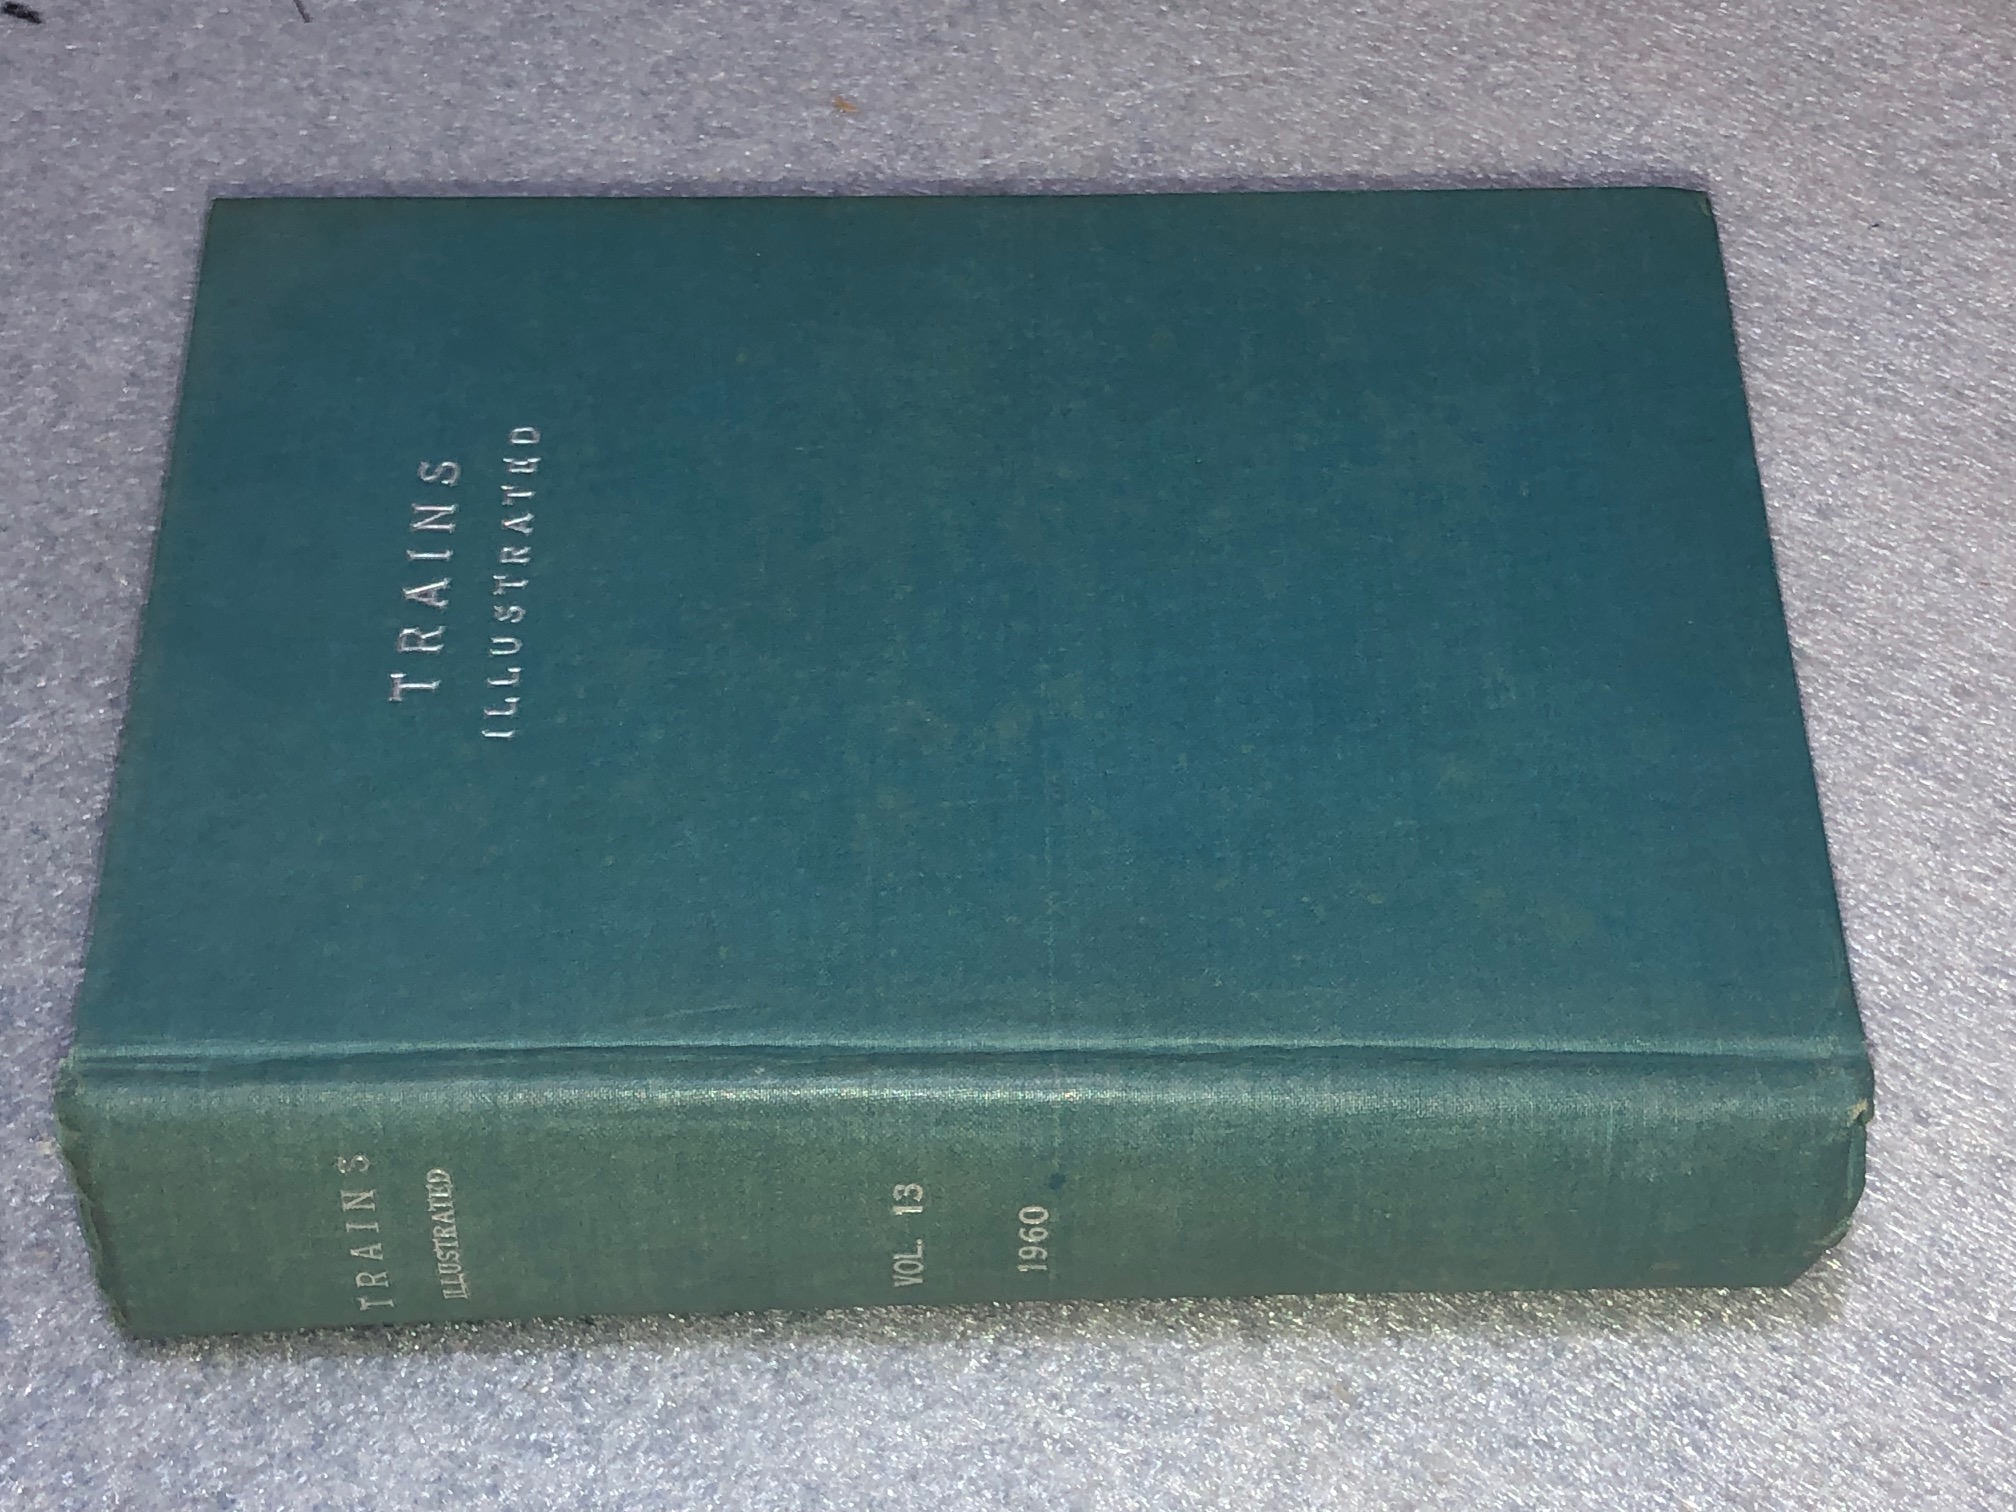 TRAINS
ILLUSTRATED
TRAINS
ILLUSTRATED
VOL. 13
1960